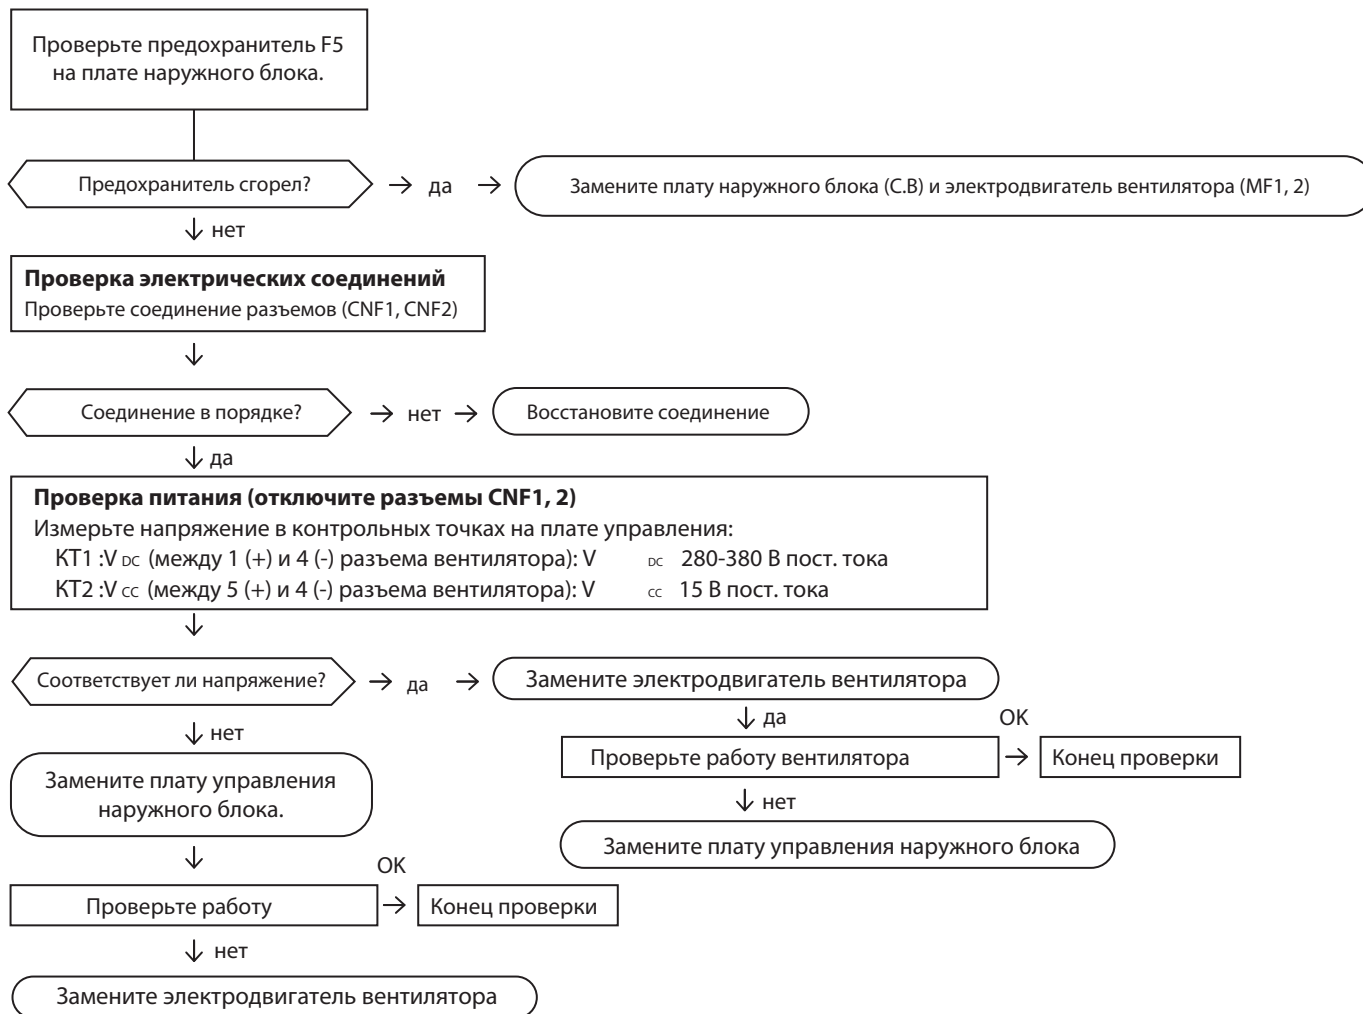 Проверьте предохранитель F5
на плате наружного блока.
Предохранитель сгорел?
да
Замените плату наружного блока (C.B) и электродвигатель вентилятора (MF1, 2)
нет
Проверка электрических соединений
Проверьте соединение разъемов (CNF1, CNF2)
Соединение в порядке?
нет
Восстановите соединение
да
Проверка питания (отключите разъемы CNF1, 2)
Измерьте напряжение в контрольных точках на плате управления:
КТ1 :V DC (между 1 (+) и 4 (-) разъема вентилятора): V DC 280-380 В пост. тока
КТ2 :V CC (между 5 (+) и 4 (-) разъема вентилятора): V CC 15 В пост. тока
Соответствует ли напряжение?
да
Замените электродвигатель вентилятора
да
OK
нет
Проверьте работу вентилятора
Конец проверки
Замените плату управления
наружного блока.
нет
Замените плату управления наружного блока
OK
Проверьте работу
Конец проверки
нет
Замените электродвигатель вентилятора